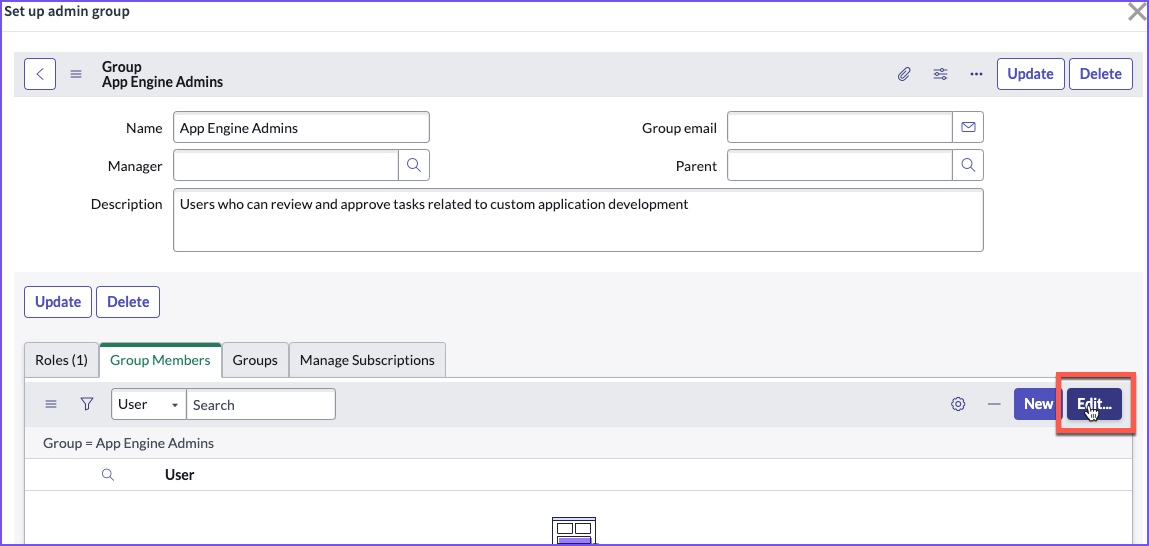 Set up admin group
Group
App Engine Admins
Update Delete
Name App Engine Admins Group email
Manager Parent
Description Users who can review and approve tasks related to custom application development
Update Delete
Roles (1) Group Members Groups Manage Subscriptions
User Search New Edit...
Group = App Engine Admins
User